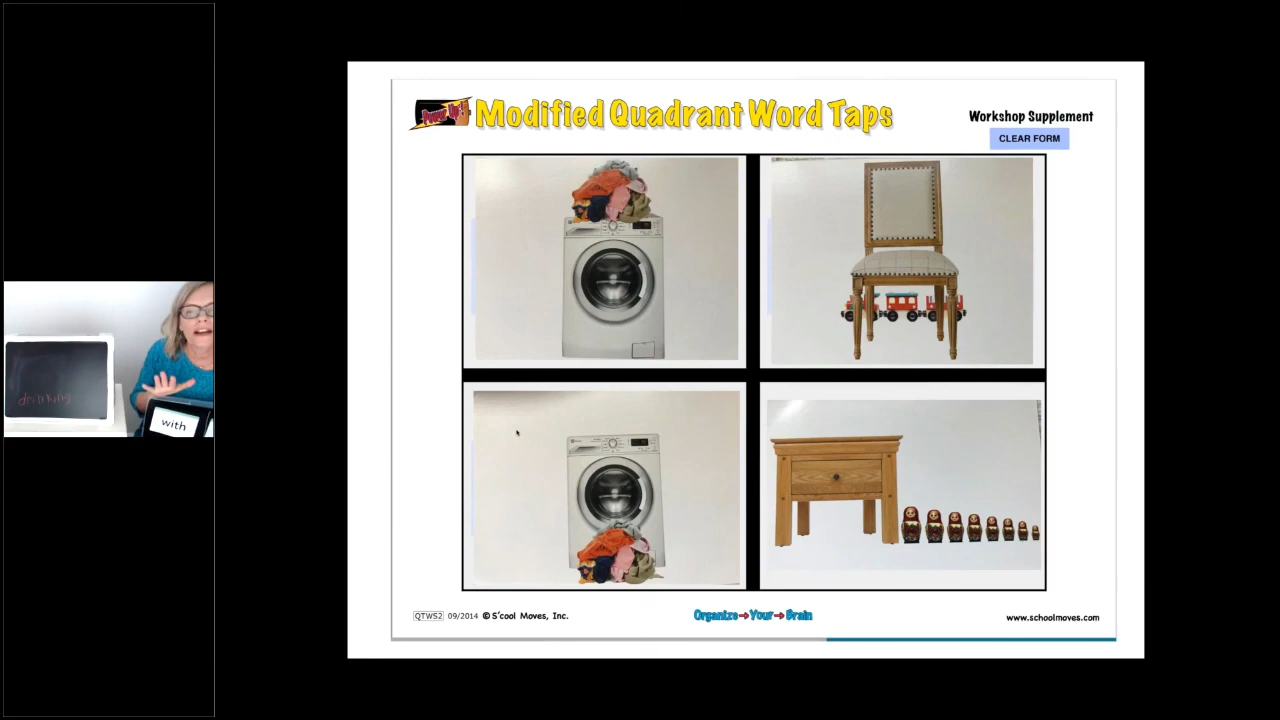 Power Up!s
Modified Quadrant Word Taps
Workshop Supplement
CLEAR FORM
drinking
with
QTWS2 09/2014 © S'cool Moves, Inc.
Organize→Your→Brain
www.schoolmoves.com